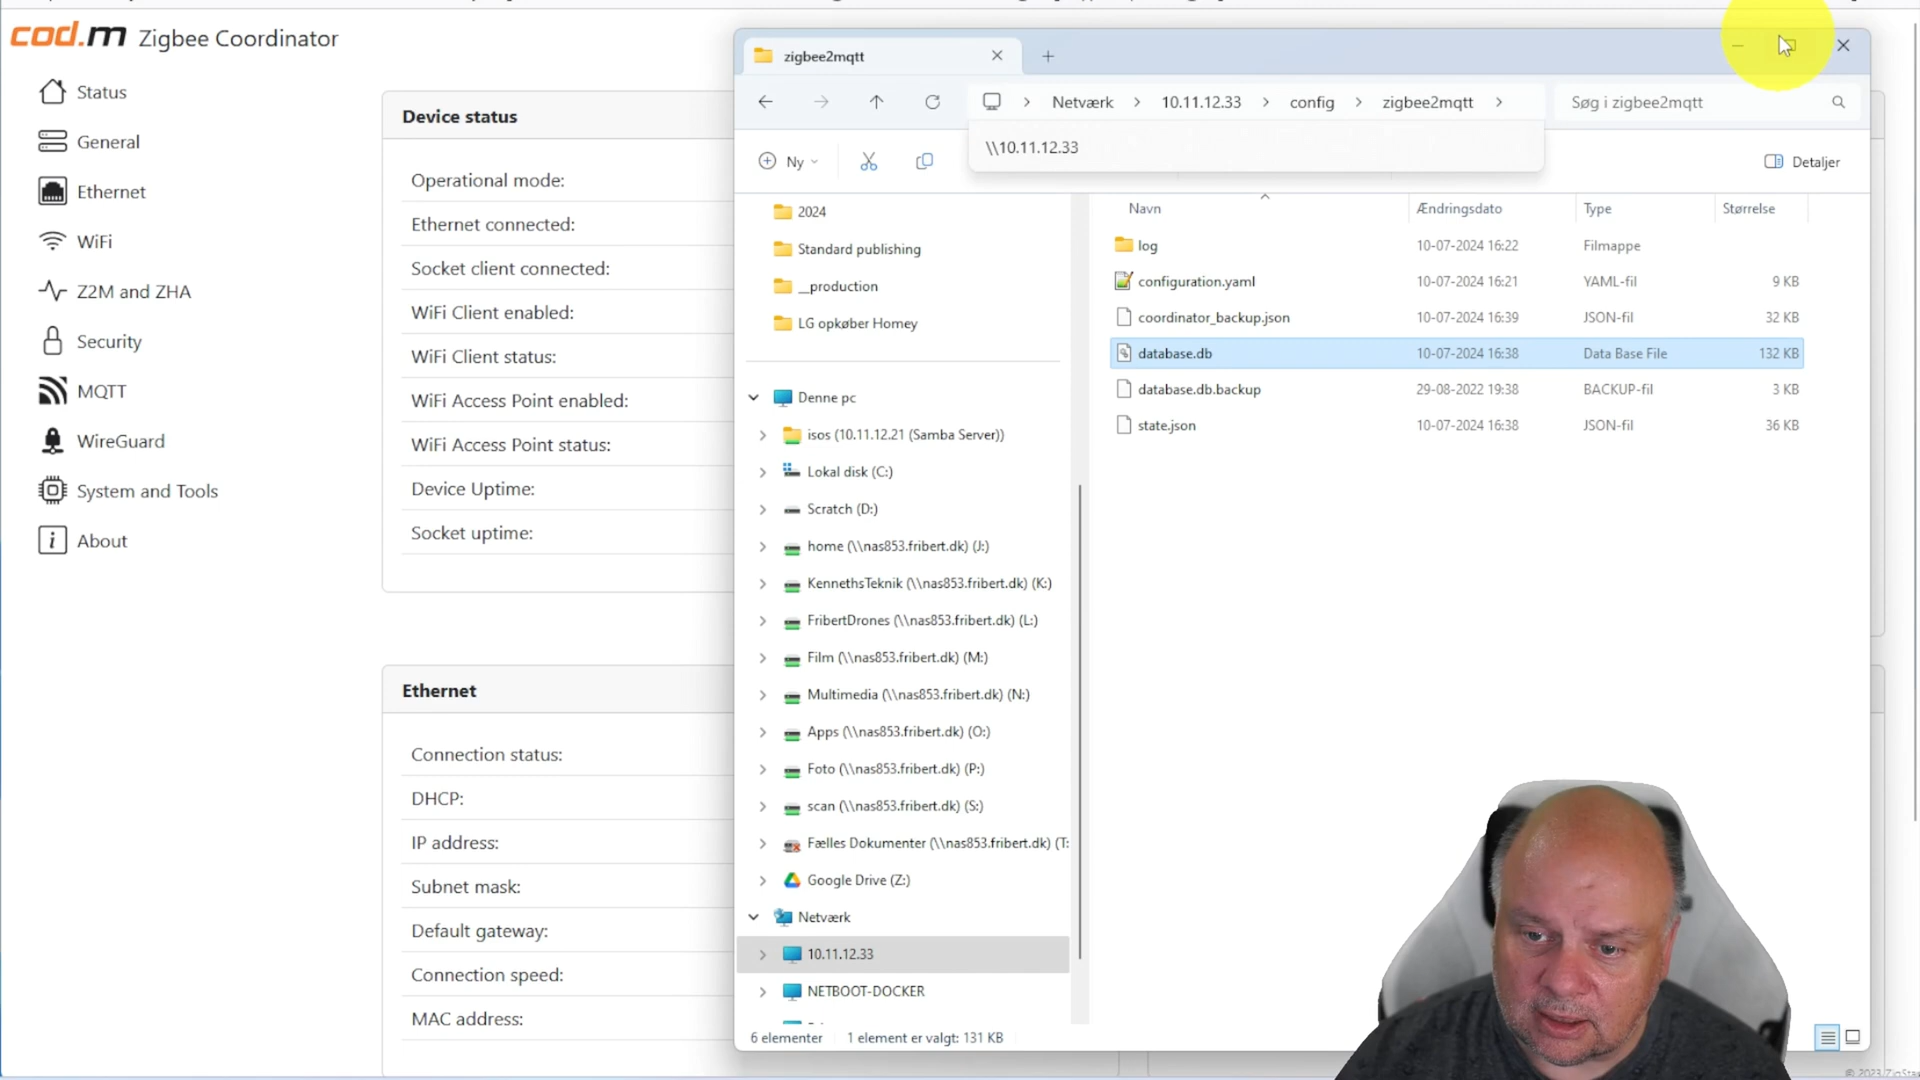 cod.m Zigbee Coordinator
Status
General
Ethernet
WiFi
Z2M and ZHA
Security
MQTT
WireGuard
System and Tools
About
Device status
Operational mode:
Ethernet connected:
Socket client connected:
WiFi Client enabled:
WiFi Client status:
WiFi Access Point enabled:
WiFi Access Point status:
Device Uptime:
Socket uptime:
Ethernet
Connection status:
DHCP:
IP address:
Subnet mask:
Default gateway:
Connection speed:
MAC address:
zigbee2mqtt
Netværk > 10.11.12.33 > config > zigbee2mqtt >
Søg i zigbee2mqtt
\\10.11.12.33
Ny
Detaljer
2024
Standard publishing
__production
LG opkøber Homey
Denne pc
isos (10.11.12.21 (Samba Server))
Lokal disk (C:)
Scratch (D:)
home (\\nas853.fribert.dk) (J:)
KennethsTeknik (\\nas853.fribert.dk) (K:)
FribertDrones (\\nas853.fribert.dk) (L:)
Film (\\nas853.fribert.dk) (M:)
Multimedia (\\nas853.fribert.dk) (N:)
Apps (\\nas853.fribert.dk) (O:)
Foto (\\nas853.fribert.dk) (P:)
scan (\\nas853.fribert.dk) (S:)
Fælles Dokumenter (\\nas853.fribert.dk) (T:
Google Drive (Z:)
Netværk
10.11.12.33
NETBOOT-DOCKER
Navn Ændringsdato Type Størrelse
log 10-07-2024 16:22 Filmappe
configuration.yaml 10-07-2024 16:21 YAML-fil 9 KB
coordinator_backup.json 10-07-2024 16:39 JSON-fil 32 KB
database.db 10-07-2024 16:38 Data Base File 132 KB
database.db.backup 29-08-2022 19:38 BACKUP-fil 3 KB
state.json 10-07-2024 16:38 JSON-fil 36 KB
6 elementer 1 element er valgt: 131 KB